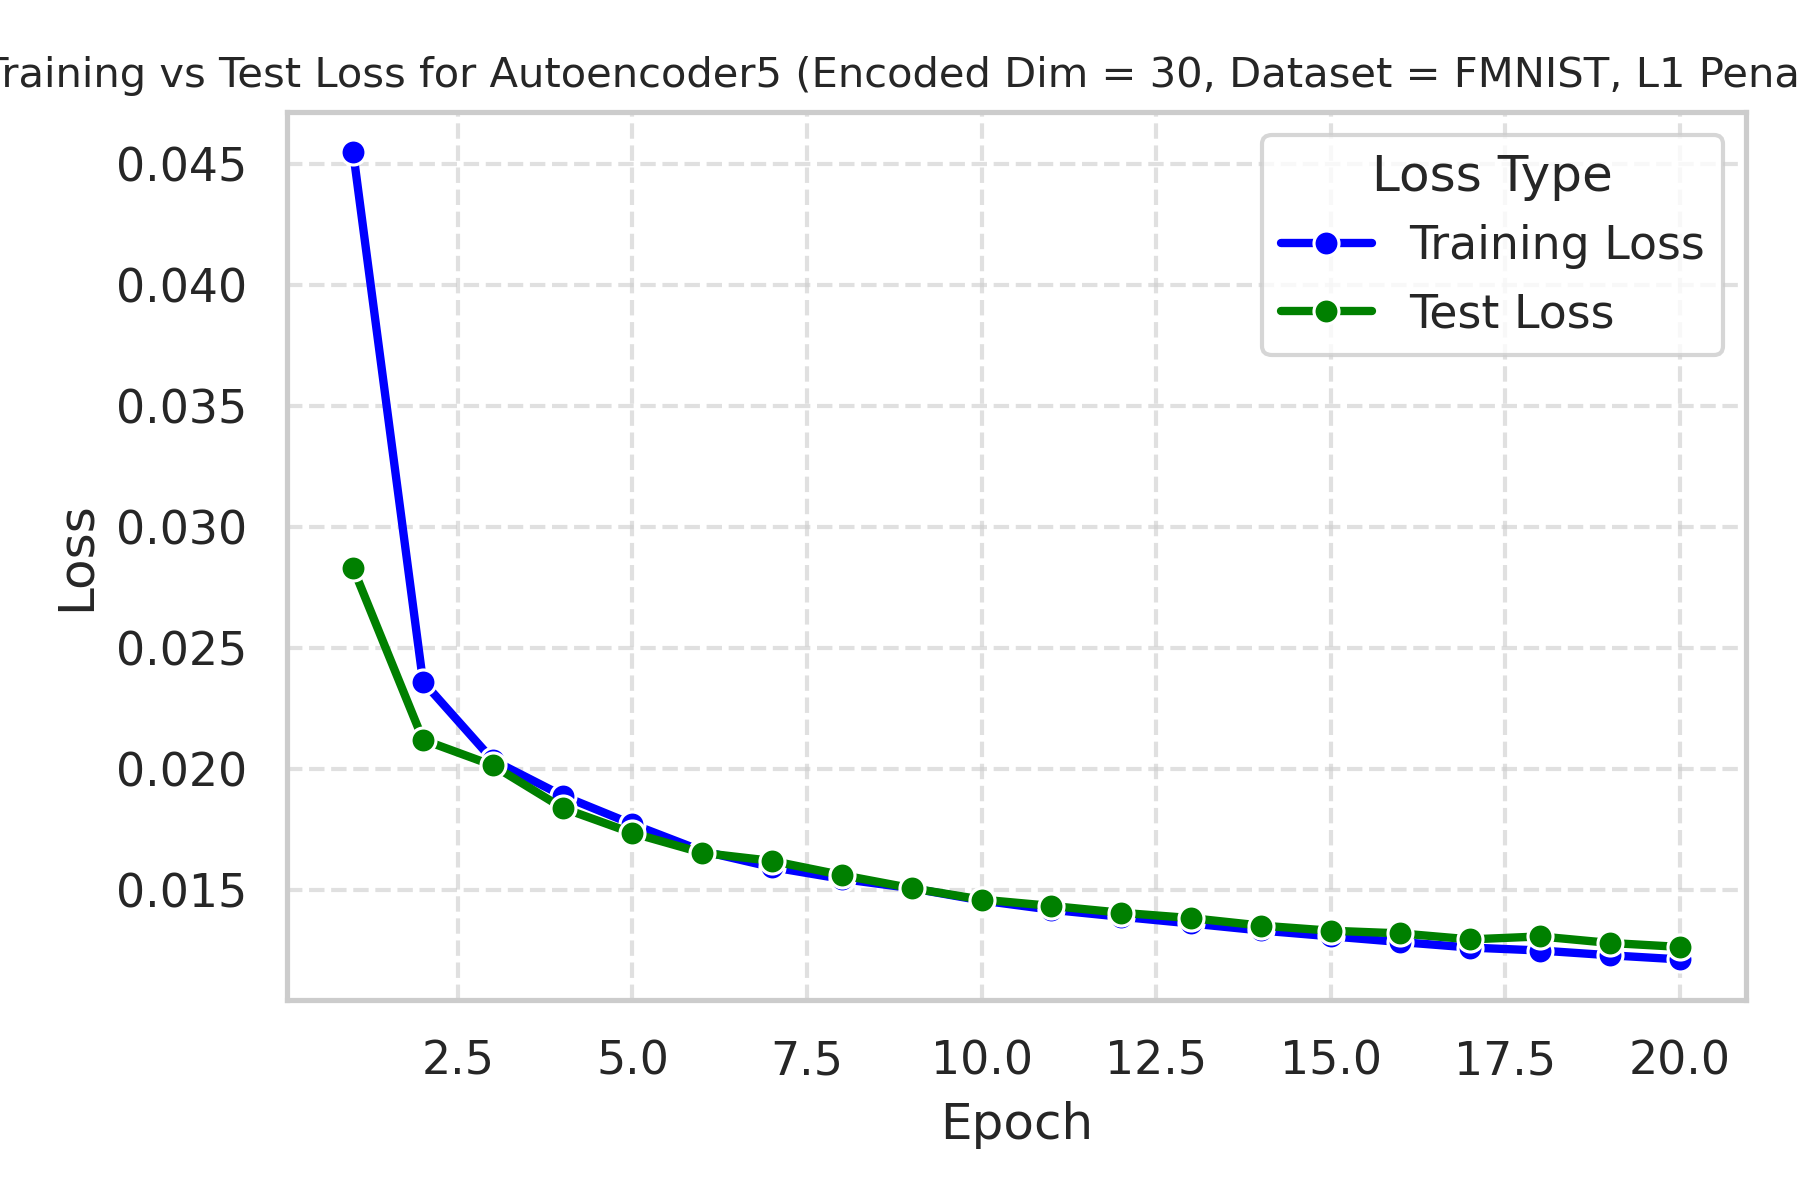 Training vs Test Loss for Autoencoder5 (Encoded Dim = 30, Dataset = FMNIST, L1 Pena
Loss Type
Training Loss
Test Loss
0.045
0.040
0.035
0.030
0.025
0.020
0.015
Loss
2.5 5.0 7.5 10.0 12.5 15.0 17.5 20.0
Epoch